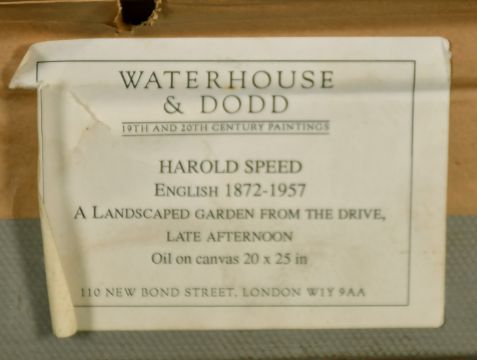 WATERHOUSE
& DODD
19TH AND 20TH CENTURY PAINTINGS
HAROLD SPEED
ENGLISH 1872-1957
A LANDSCAPED GARDEN FROM THE DRIVE,
LATE AFTERNOON
Oil on canvas 20 x 25 in
110 NEW BOND STREET, LONDON W1Y 9AA